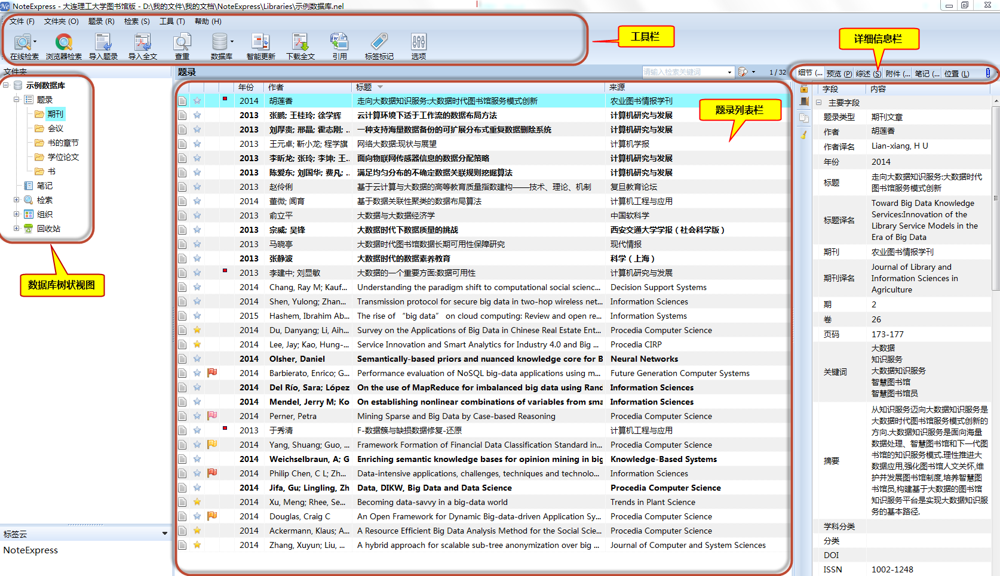 NoteExpress - 大连理工大学图书馆版 - D:\我的文件\我的文档\NoteExpress\Libraries\示例数据库.nel
文件 (F) 文件夹 (O) 题录 (R) 检索 (S) 工具 (T) 帮助 (H)
在线检索 浏览器检索 导入题录 导入全文 查重 数据库 智能更新 下载全文 引用 标签标记 选项
工具栏
详细信息栏
文件夹
示例数据库
题录
期刊
会议
书的章节
学位论文
书
笔记
检索
组织
回收站
数据库树状视图
标签云
NoteExpress
题录 请输入检索关键词 1 / 32
年份 作者 标题 来源
2014 胡莲香 走向大数据知识服务:大数据时代图书馆服务模式创新 农业图书情报学刊
2013 张鹏; 王桂玲; 徐学辉 云计算环境下适于工作流的数据布局方法 计算机研究与发展
2013 刘厚贵; 邢晶; 霍志刚; .. 一种支持海量数据备份的可扩展分布式重复数据删除系统 计算机研究与发展
2013 王元卓; 靳小龙; 程学旗 网络大数据:现状与展望 计算机学报
2013 李昕龙; 张玲; 李坤; 王.. 面向物联网传感器信息的数据分配策略 计算机研究与发展
2013 陈爱东; 刘国华; 费凡; .. 满足均匀分布的不确定数据关联规则挖掘算法 计算机研究与发展
2013 赵伶俐 基于云计算与大数据的高等教育质量指数建构——技术、理论、机制 复旦教育论坛
2014 董微; 闻育 基于数据关联性聚类的数据布局算法 计算机工程与应用
2013 俞立平 大数据与大数据经济学 中国软科学
2013 宗威; 吴锋 大数据时代下数据质量的挑战 西安交通大学学报（社会科学版）
2013 马晓亭 大数据时代图书馆数据长期可用性保障研究 现代情报
2013 张静波 大数据时代的数据素养教育 科学（上海）
2013 李建中; 刘显敏 大数据的一个重要方面:数据可用性 计算机研究与发展
2014 Chang, Ray M; Kauf... Understanding the paradigm shift to computational social scienc... Decision Support Systems
2014 Shen, Yulong; Zhan... Transmission protocol for secure big data in two-hop wireless net... Information Sciences
2015 Hashem, Ibrahim Ab... The rise of “big data” on cloud computing: Review and open re... Information Systems
2014 Du, Danyang; Li, Aih... Survey on the Applications of Big Data in Chinese Real Estate Ent... Procedia Computer Science
2014 Lee, Jay; Kao, Hung-... Service Innovation and Smart Analytics for Industry 4.0 and Big ... Procedia CIRP
2014 Olsher, Daniel Semantically-based priors and nuanced knowledge core for B Neural Networks
2014 Barbierato, Enrico; G... Performance evaluation of NoSQL big-data applications using m... Future Generation Computer Systems
2014 Del Río, Sara; López On the use of MapReduce for imbalanced big data using Rand Information Sciences
2014 Mendel, Jerry M; Ko On establishing nonlinear combinations of variables from sma Information Sciences
2014 Perner, Petra Mining Sparse and Big Data by Case-based Reasoning Procedia Computer Science
2013 于秀清 F-数据簇与缺损数据修复-还原 计算机工程与应用
2014 Yang, Shuang; Guo, ... Framework Formation of Financial Data Classification Standard in... Procedia Computer Science
2014 Weichselbraun, A; G Enriching semantic knowledge bases for opinion mining in big Knowledge-Based Systems
2014 Philip Chen, C L; Zh... Data-intensive applications, challenges, techniques and technolo... Information Sciences
2014 Jifa, Gu; Lingling, Zh Data, DIKW, Big Data and Data Science Procedia Computer Science
2014 Xu, Meng; Rhee, Se... Becoming data-savvy in a big-data world Trends in Plant Science
2014 Douglas, Craig C An Open Framework for Dynamic Big-data-driven Application Sy... Procedia Computer Science
2014 Ackermann, Klaus; A... A Resource Efficient Big Data Analysis Method for the Social Scie... Procedia Computer Science
2014 Zhang, Xuyun; Liu, ... A hybrid approach for scalable sub-tree anonymization over big ... Journal of Computer and System Sciences
题录列表栏
细节 (... 预览 (P) 综述 (S) 附件 (... 笔记 (... 位置 (L)
字段 内容
主要字段
题录类型 期刊文章
作者 胡莲香
作者译名 Lian-xiang, H U
年份 2014
标题 走向大数据知识服务:大数据时代
图书馆服务模式创新
标题译名 Toward Big Data Knowledge
Services:Innovation of the
Library Service Models in the
Era of Big Data
期刊 农业图书情报学刊
期刊译名 Journal of Library and
Information Sciences in
Agriculture
期 2
卷 26
页码 173-177
关键词 大数据
知识服务
大数据知识服务
智慧图书馆
智慧图书馆员
摘要 从知识服务迈向大数据知识服务是
大数据时代图书馆服务模式创新的
方向.大数据知识服务是面向海量
数据处理、智慧图书馆和下一代图
书馆的知识服务模式.理性推进大
数据应用,强化图书馆人文关怀,维
护并发展图书馆制度,培养智慧图
书馆员,构建基于大数据的图书馆
知识服务平台是实现大数据知识服
务的基本路径.
学科分类
分类
DOI
ISSN 1002-1248